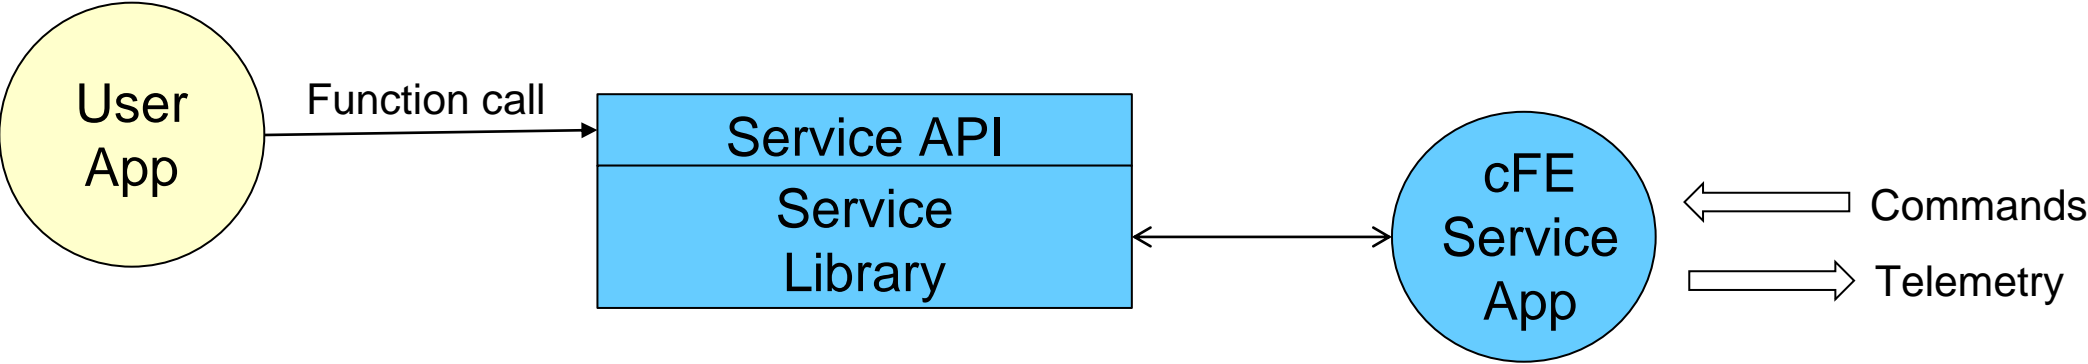 User
App
Function call
Service API
Service
Library
cFE
Service
App
Commands
Telemetry